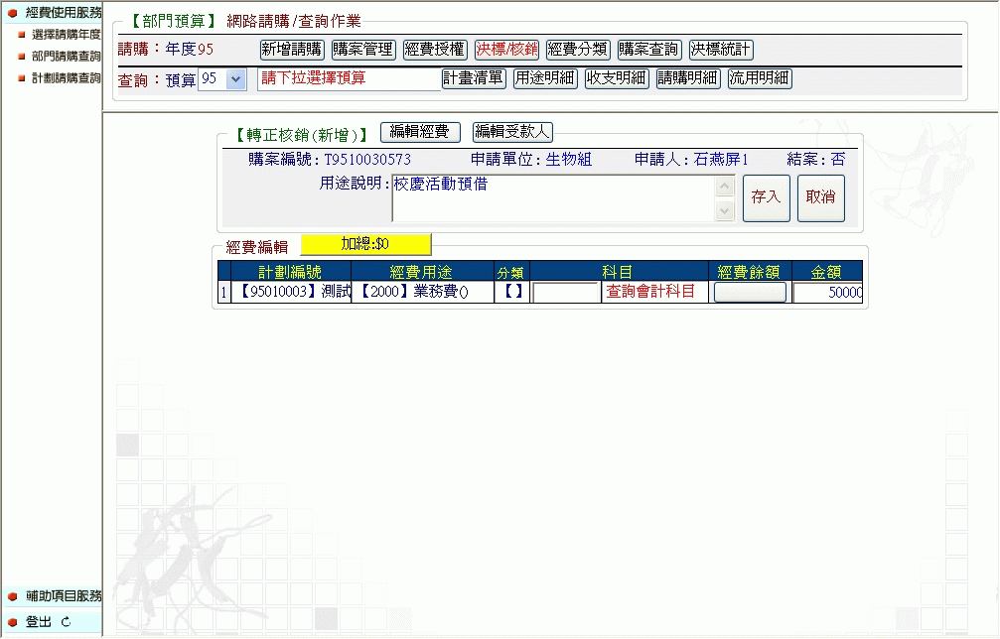 經費使用服務
選擇請購年度
部門請購查詢
計劃請購查詢
輔助項目服務
登出
【部門預算】 網路請購/查詢作業
請購：年度95 新增請購 購案管理 經費授權 決標/核銷 經費分類 購案查詢 決標統計
查詢：預算 95 請下拉選擇預算 計畫清單 用途明細 收支明細 請購明細 流用明細
【轉正核銷(新增)】 編輯經費 編輯受款人
購案編號：T9510030573 申請單位：生物組 申請人：石燕屏1 結案：否
用途說明： 校慶活動預借 存入 取消
經費編輯 加總:$0
計劃編號 經費用途 分類 科目 經費餘額 金額
1 【95010003】測試 【2000】業務費() 【 】 查詢會計科目 50000